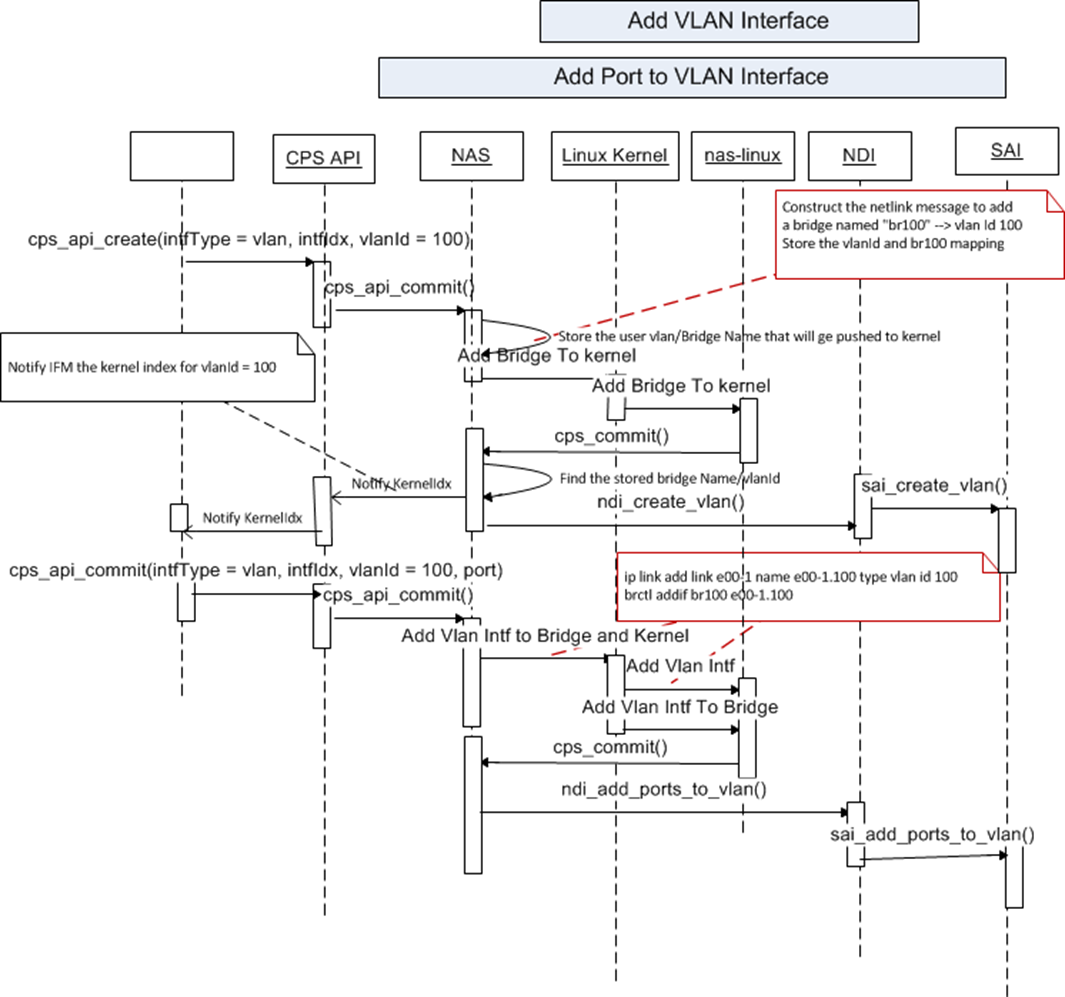 Add VLAN Interface
Add Port to VLAN Interface
CPS API
NAS
Linux Kernel
nas-linux
NDI
SAI
Construct the netlink message to add
a bridge named "br100" --> vlan Id 100
Store the vlanId and br100 mapping
cps_api_create(intfType = vlan, intfIdx, vlanId = 100)
cps_api_commit()
Store the user vlan/Bridge Name that will ge pushed to kernel
Add Bridge To kernel
Notify IFM the kernel index for vlanId = 100
Add Bridge To kernel
cps_commit()
Find the stored bridge Name/vlanId
Notify KernelIdx
sai_create_vlan()
ndi_create_vlan()
Notify KernelIdx
cps_api_commit(intfType = vlan, intfIdx, vlanId = 100, port)
ip link add link e00-1 name e00-1.100 type vlan id 100
brctl addif br100 e00-1.100
cps_api_commit()
Add Vlan Intf to Bridge and Kernel
Add Vlan Intf
Add Vlan Intf To Bridge
cps_commit()
ndi_add_ports_to_vlan()
sai_add_ports_to_vlan()